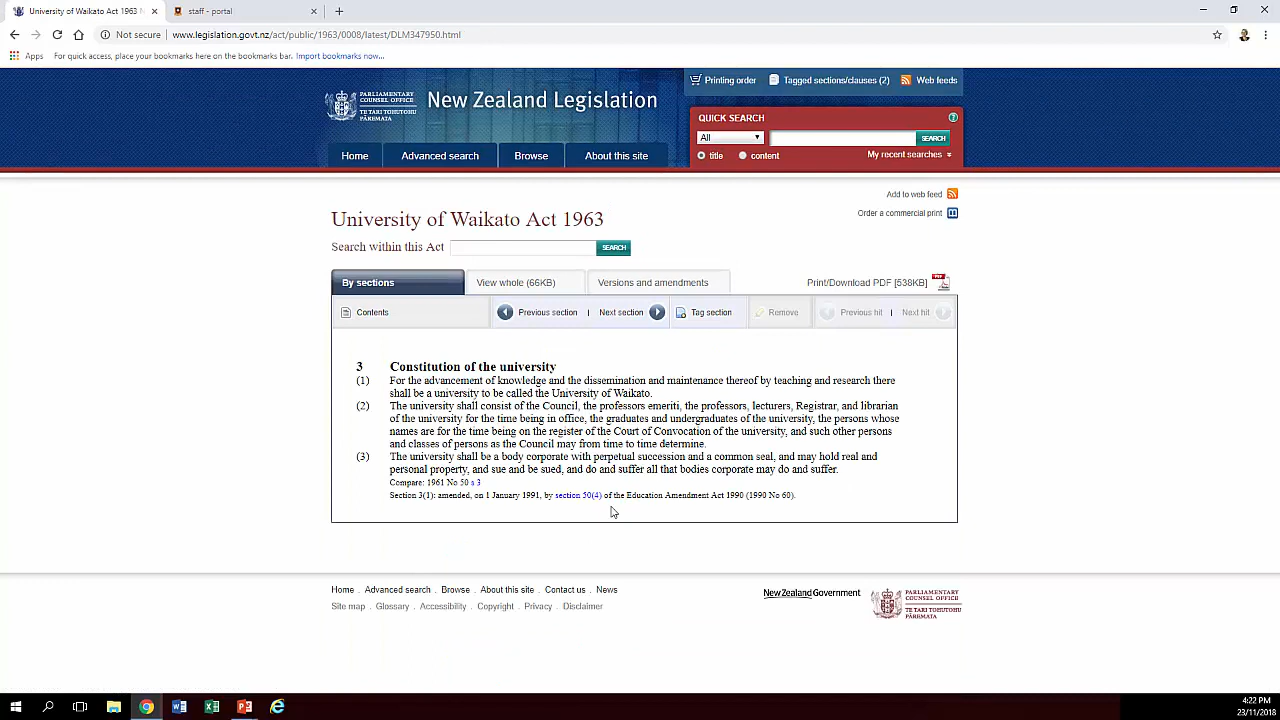 University of Waikato Act 1963 N
staff - portal
Not secure
www.legislation.govt.nz/act/public/1963/0008/latest/DLM347950.html
Apps
For quick access, place your bookmarks here on the bookmarks bar.
Import bookmarks now...
PARLIAMENTARY
COUNSEL OFFICE
TE TARI TOHUTOHU
PĀREMATA
New Zealand Legislation
Printing order
Tagged sections/clauses (2)
Web feeds
QUICK SEARCH
?
All
SEARCH
title
content
My recent searches
Home
Advanced search
Browse
About this site
Add to web feed
Order a commercial print
University of Waikato Act 1963
Search within this Act
SEARCH
By sections
View whole (66KB)
Versions and amendments
Print/Download PDF [538KB]
PDF
Contents
Previous section
|
Next section
Tag section
Remove
Previous hit
|
Next hit
3 Constitution of the university
(1) For the advancement of knowledge and the dissemination and maintenance thereof by teaching and research there
shall be a university to be called the University of Waikato.
(2) The university shall consist of the Council, the professors emeriti, the professors, lecturers, Registrar, and librarian
of the university for the time being in office, the graduates and undergraduates of the university, the persons whose
names are for the time being on the register of the Court of Convocation of the university, and such other persons
and classes of persons as the Council may from time to time determine.
(3) The university shall be a body corporate with perpetual succession and a common seal, and may hold real and
personal property, and sue and be sued, and do and suffer all that bodies corporate may do and suffer.
Compare: 1961 No 50 s 3
Section 3(1): amended, on 1 January 1991, by section 50(4) of the Education Amendment Act 1990 (1990 No 60).
Home . Advanced search . Browse . About this site . Contact us . News
Site map . Glossary . Accessibility . Copyright . Privacy . Disclaimer
New Zealand Government
PARLIAMENTARY
COUNSEL OFFICE
TE TARI TOHUTOHU
PĀREMATA
4:22 PM
23/11/2018